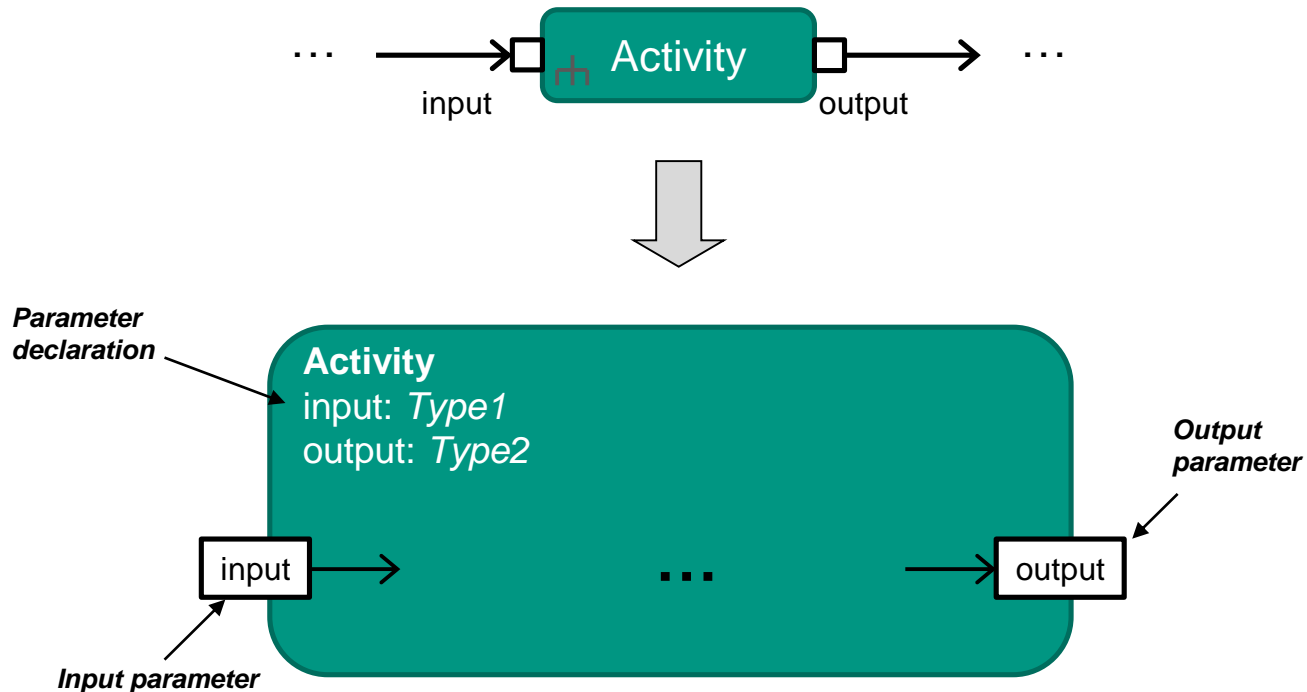 ... Activity ...
input output
Parameter
declaration
Activity
input: Type1
output: Type2
Output
parameter
input ... output
Input parameter